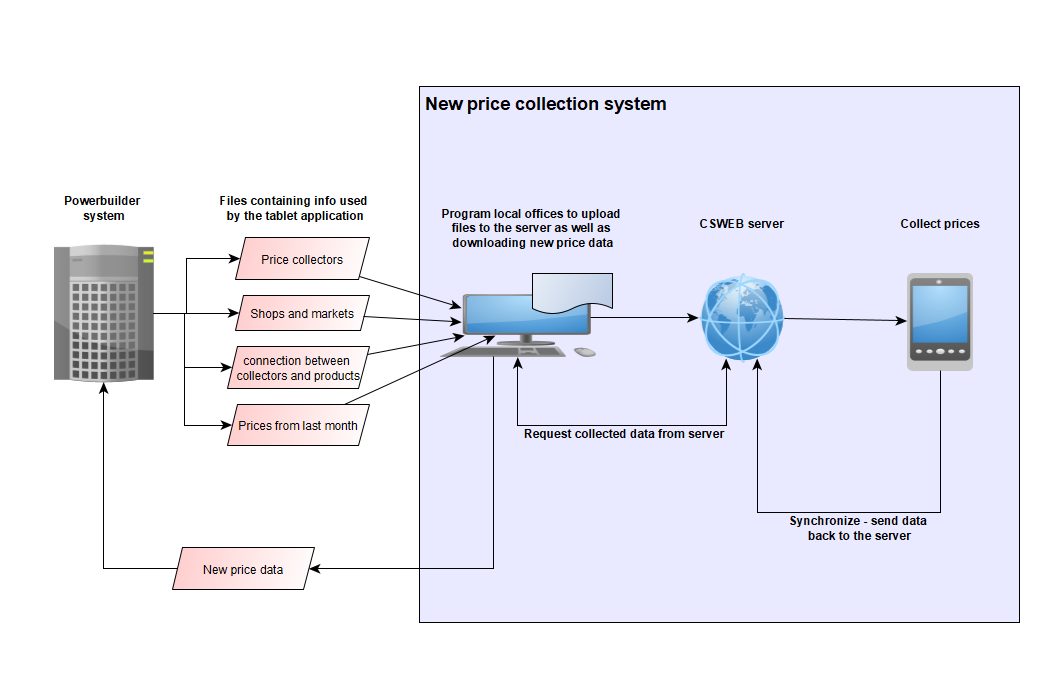 New price collection system
Powerbuilder
system
Files containing info used
by the tablet application
Program local offices to upload
files to the server as well as
downloading new price data
CSWEB server
Collect prices
Price collectors
Shops and markets
connection between
collectors and products
Prices from last month
Request collected data from server
Synchronize - send data
back to the server
New price data